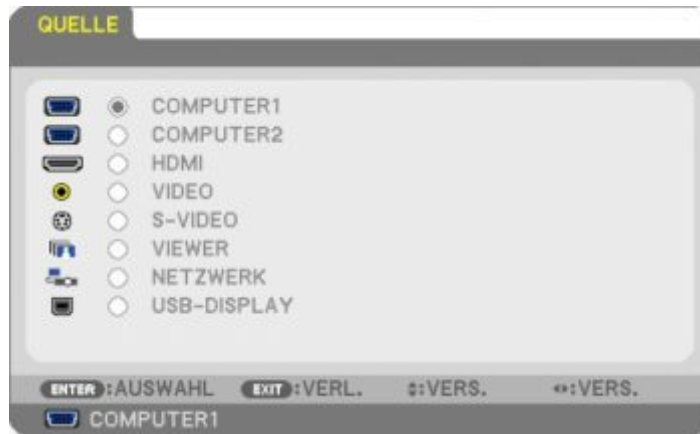 QUELLE
COMPUTER1
COMPUTER2
HDMI
VIDEO
S-VIDEO
VIEWER
NETZWERK
USB-DISPLAY
ENTER:AUSWAHL EXIT:VERL. :VERS. :VERS.
COMPUTER1